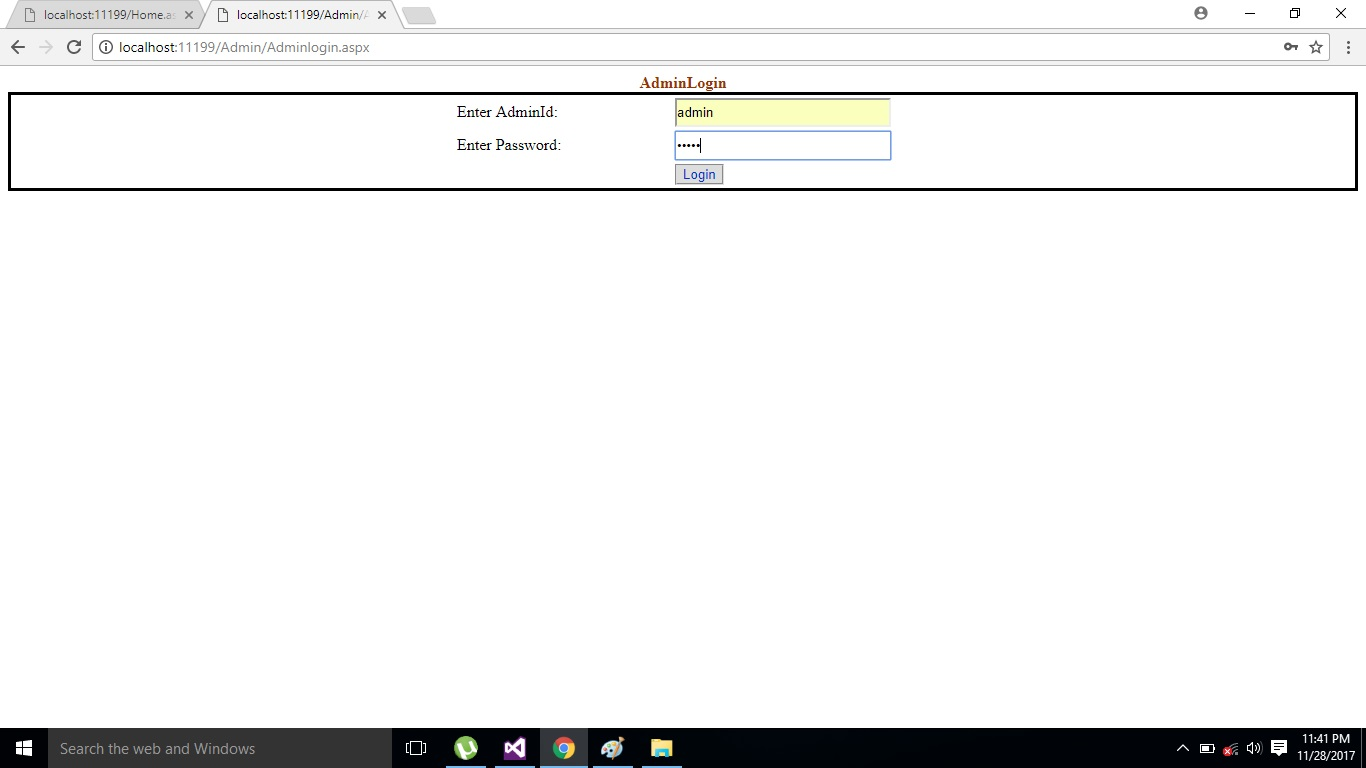 localhost:11199/Home.as
localhost:11199/Admin/A
localhost:11199/Admin/Adminlogin.aspx
AdminLogin
Enter AdminId: admin
Enter Password: •••••
Login
Search the web and Windows
11:41 PM
11/28/2017